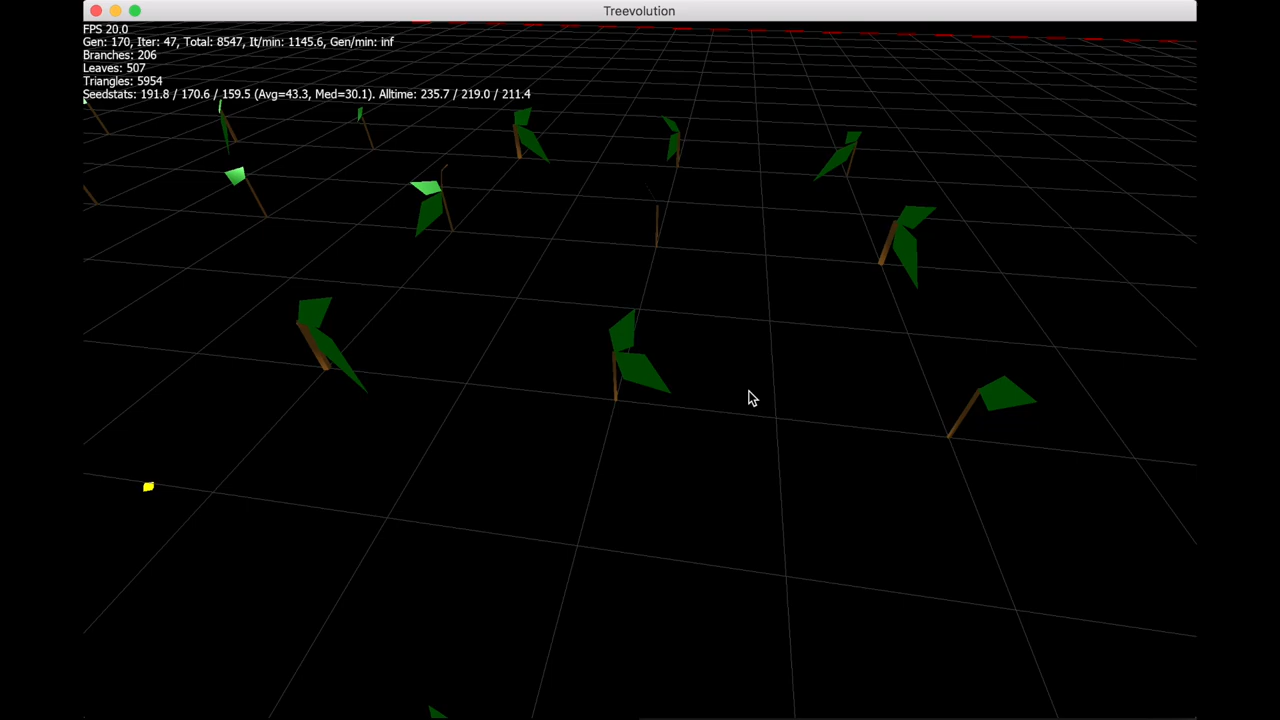 Treevolution
FPS 20.0
Gen: 170, Iter: 47, Total: 8547, It/min: 1145.6, Gen/min: inf
Branches: 206
Leaves: 507
Triangles: 5954
Seedstats: 191.8 / 170.6 / 159.5 (Avg=43.3, Med=30.1). Alltime: 235.7 / 219.0 / 211.4